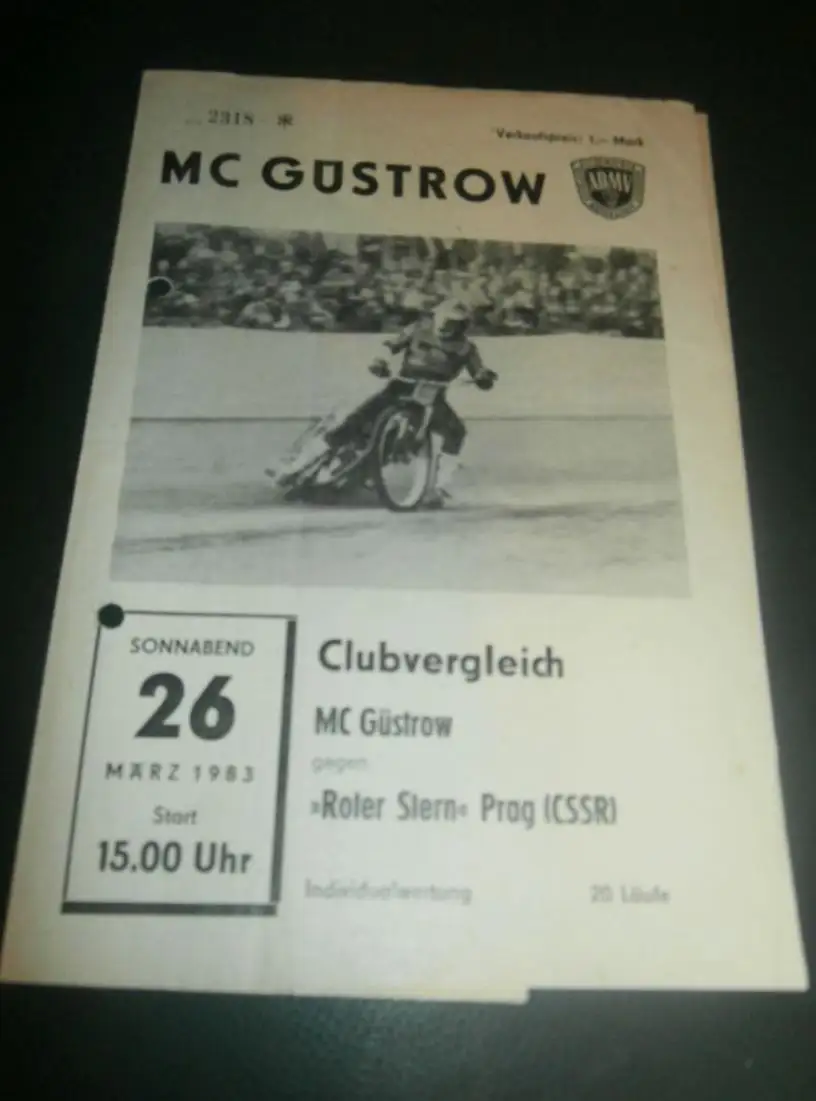 2318 *
Verkaufspreis: 1,– Mark
MC GÜSTROW
ADMV
SONNABEND
26
MÄRZ 1983
Start
15.00 Uhr
Clubvergleich
MC Güstrow
gegen
»Roter Stern« Prag (CSSR)
Individualwertung
20 Läufe